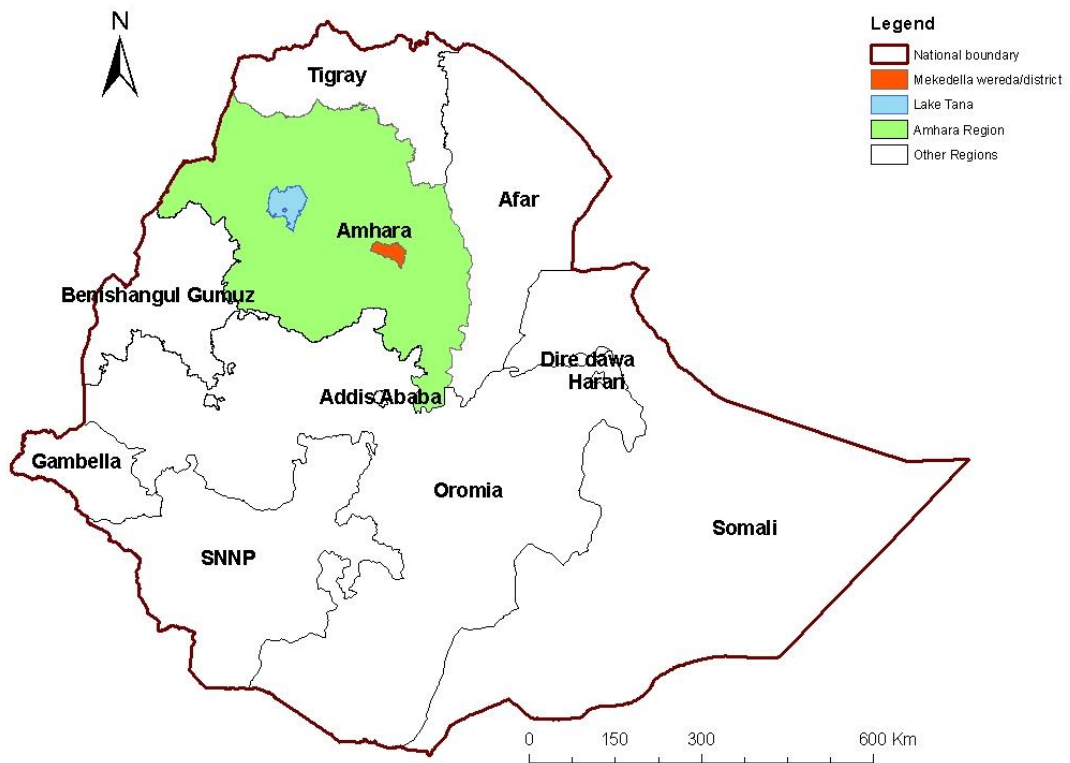 N
Legend
National boundary
Mekedella wereda/district
Lake Tana
Amhara Region
Other Regions
Tigray
Afar
Amhara
Benishangul Gumuz
Dire dawa
Harari
Addis Ababa
Gambella
Oromia
Somali
SNNP
0 150 300 600 Km